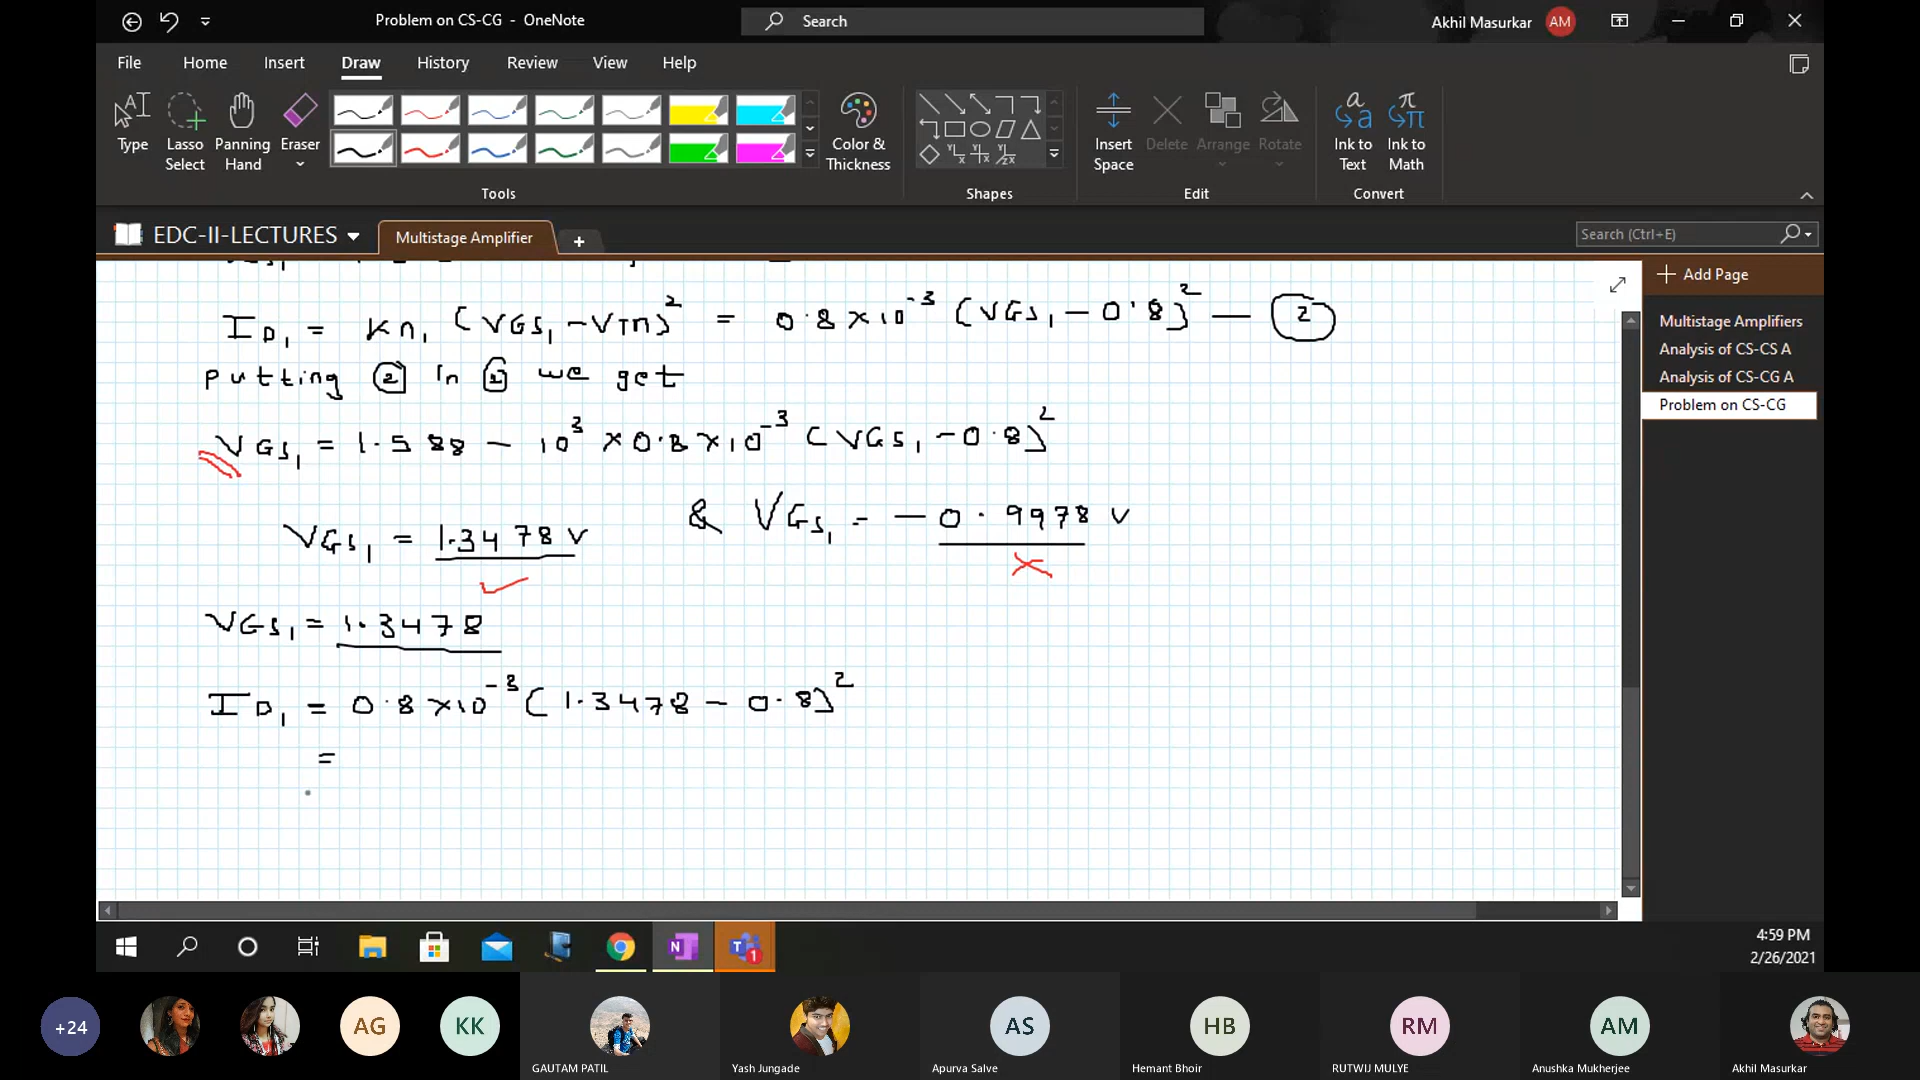 Problem on CS-CG - OneNote
Search
Akhil Masurkar AM
File Home Insert Draw History Review View Help
Type
Lasso Select
Panning Hand
Eraser
Color & Thickness
Insert Space
Delete
Arrange
Rotate
Ink to Text
Ink to Math
Tools Shapes Edit Convert
EDC-II-LECTURES
Multistage Amplifier
Search (Ctrl+E)
Add Page
Multistage Amplifiers
Analysis of CS-CS A
Analysis of CS-CG A
Problem on CS-CG
ID1 = Kn1 (VGS1 - VTN)² = 0.8 × 10⁻³ (VGS1 - 0.8)² — ②
putting ② in ① we get
VGS1 = 1.588 - 10³ × 0.8 × 10⁻³ (VGS1 - 0.8)²
VGS1 = 1.3478 V & VGS1 = - 0.9978 V
VGS1 = 1.3478
ID1 = 0.8 × 10⁻³ (1.3478 - 0.8)²
=
4:59 PM
2/26/2021
+24 AG KK AS HB RM AM
GAUTAM PATIL Yash Jungade Apurva Salve Hemant Bhoir RUTWIJ MULYE Anushka Mukherjee Akhil Masurkar